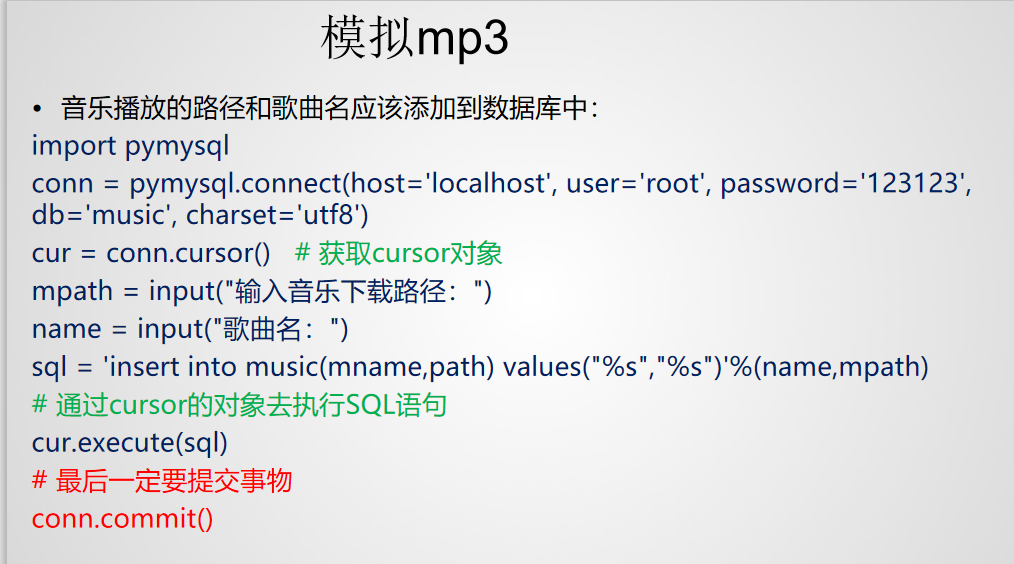 模拟mp3
• 音乐播放的路径和歌曲名应该添加到数据库中：
import pymysql
conn = pymysql.connect(host='localhost', user='root', password='123123',
db='music', charset='utf8')
cur = conn.cursor()   # 获取cursor对象
mpath = input("输入音乐下载路径：")
name = input("歌曲名：")
sql = 'insert into music(mname,path) values("%s","%s")'%(name,mpath)
# 通过cursor的对象去执行SQL语句
cur.execute(sql)
# 最后一定要提交事物
conn.commit()